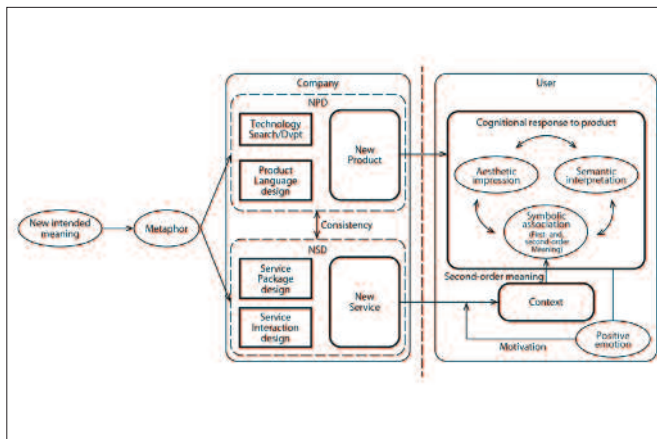 Company
User
NPD
Technology
Search/Dvpt
New
Product
Product
Language
design
Cognitional response to product
Aesthetic
impression
Semantic
interpretation
Symbolic
association
(First- and
second-order
Meaning)
New intended
meaning
Metaphor
Consistency
NSD
Service
Package
design
New
Service
Service
Interaction
design
Second-order meaning
Context
Motivation
Positive
emotion